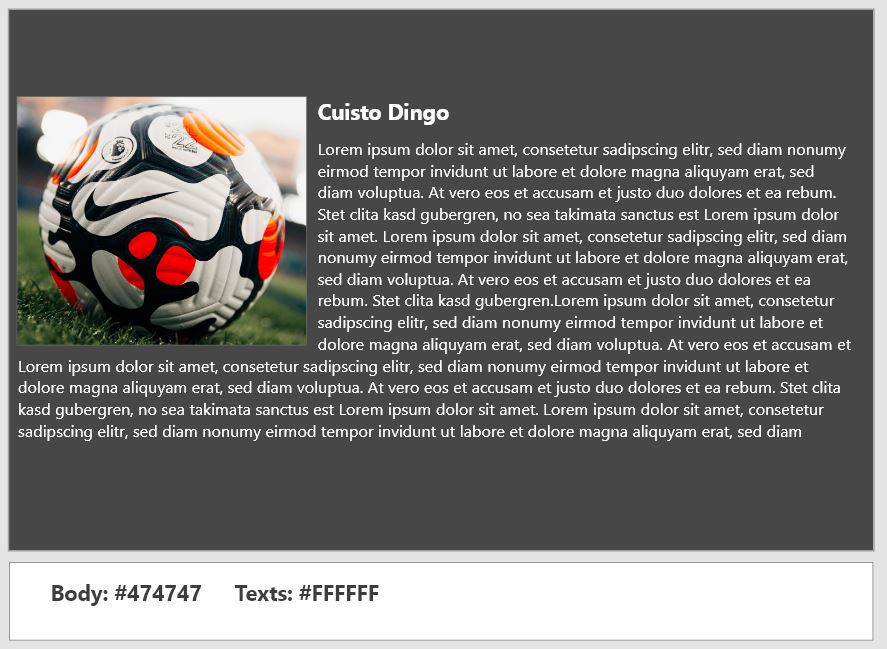 Cuisto Dingo
Lorem ipsum dolor sit amet, consetetur sadipscing elitr, sed diam nonumy
eirmod tempor invidunt ut labore et dolore magna aliquyam erat, sed
diam voluptua. At vero eos et accusam et justo duo dolores et ea rebum.
Stet clita kasd gubergren, no sea takimata sanctus est Lorem ipsum dolor
sit amet. Lorem ipsum dolor sit amet, consetetur sadipscing elitr, sed diam
nonumy eirmod tempor invidunt ut labore et dolore magna aliquyam erat,
sed diam voluptua. At vero eos et accusam et justo duo dolores et ea
rebum. Stet clita kasd gubergren.Lorem ipsum dolor sit amet, consetetur
sadipscing elitr, sed diam nonumy eirmod tempor invidunt ut labore et
dolore magna aliquyam erat, sed diam voluptua. At vero eos et accusam et
Lorem ipsum dolor sit amet, consetetur sadipscing elitr, sed diam nonumy eirmod tempor invidunt ut labore et
dolore magna aliquyam erat, sed diam voluptua. At vero eos et accusam et justo duo dolores et ea rebum. Stet clita
kasd gubergren, no sea takimata sanctus est Lorem ipsum dolor sit amet. Lorem ipsum dolor sit amet, consetetur
sadipscing elitr, sed diam nonumy eirmod tempor invidunt ut labore et dolore magna aliquyam erat, sed diam
Body: #474747 Texts: #FFFFFF